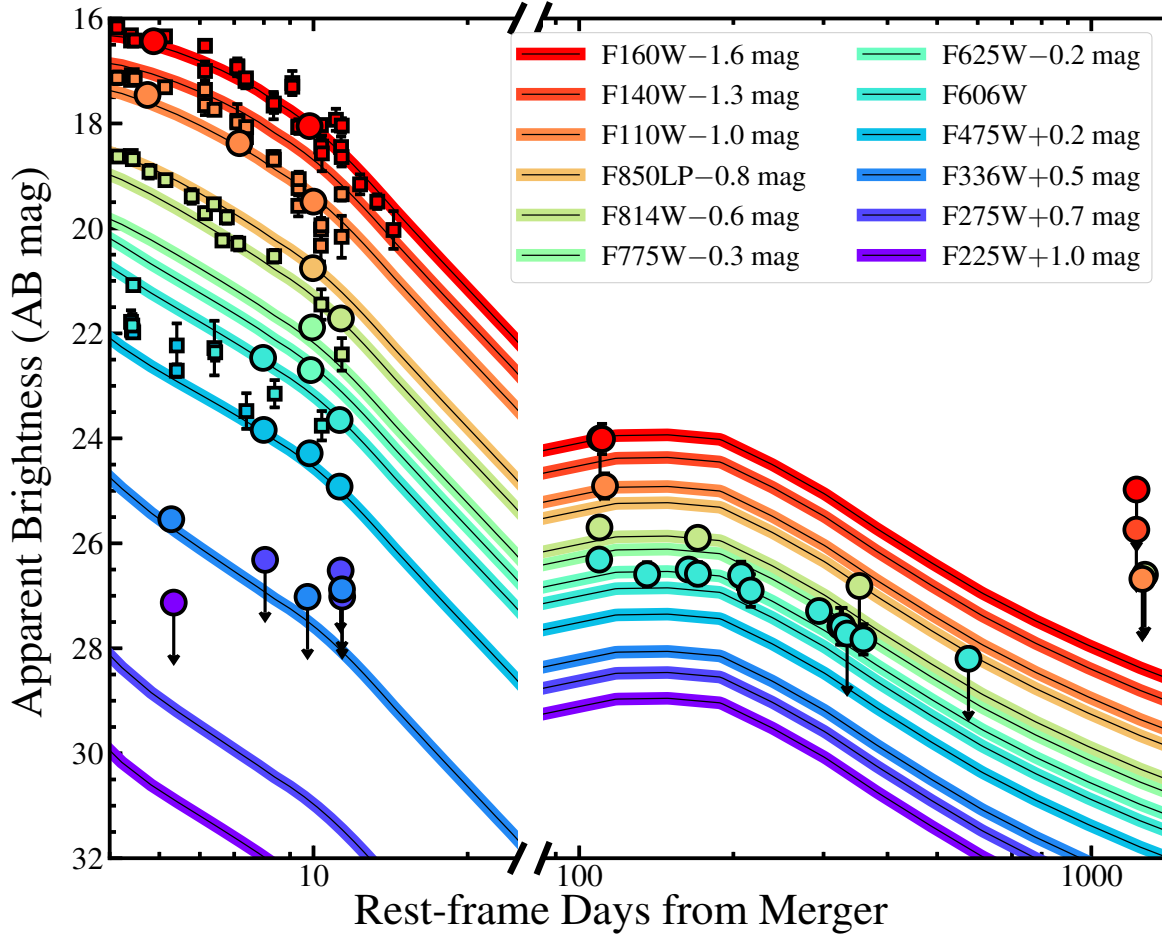 16
18
20
22
24
26
28
30
32
Apparent Brightness (AB mag)
F160W−1.6 mag
F140W−1.3 mag
F110W−1.0 mag
F850LP−0.8 mag
F814W−0.6 mag
F775W−0.3 mag
F625W−0.2 mag
F606W
F475W+0.2 mag
F336W+0.5 mag
F275W+0.7 mag
F225W+1.0 mag
10
100
1000
Rest-frame Days from Merger